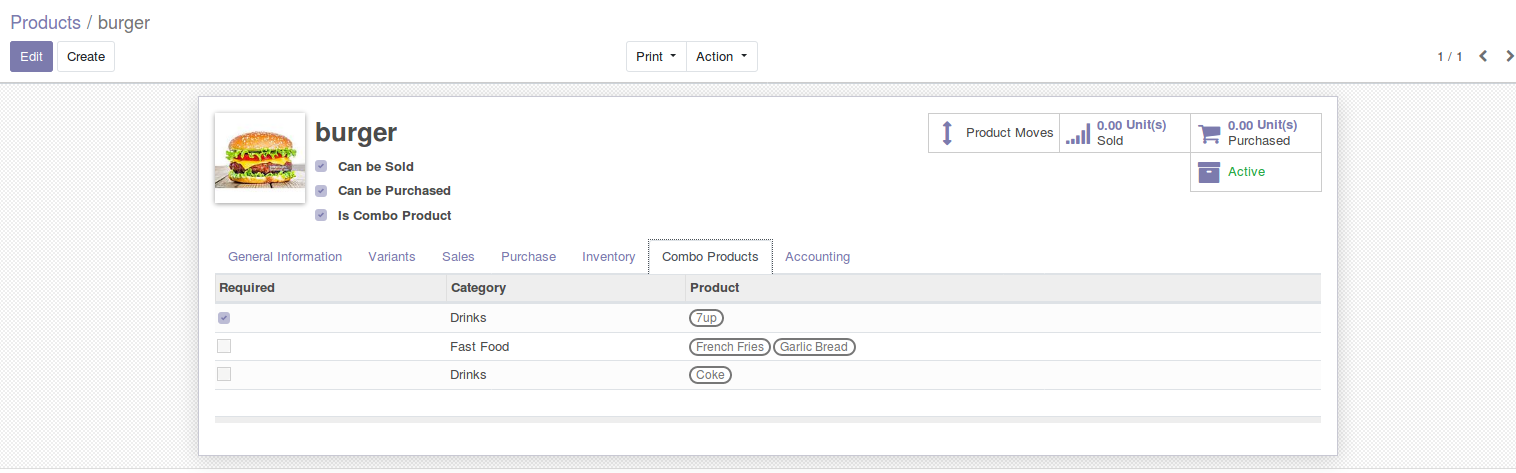 Products / burger
Edit Create Print Action 1 / 1
burger
Can be Sold
Can be Purchased
Is Combo Product
Product Moves
0.00 Unit(s)
Sold
0.00 Unit(s)
Purchased
Active
General Information Variants Sales Purchase Inventory Combo Products Accounting
Required Category Product
Drinks 7up
Fast Food French Fries Garlic Bread
Drinks Coke